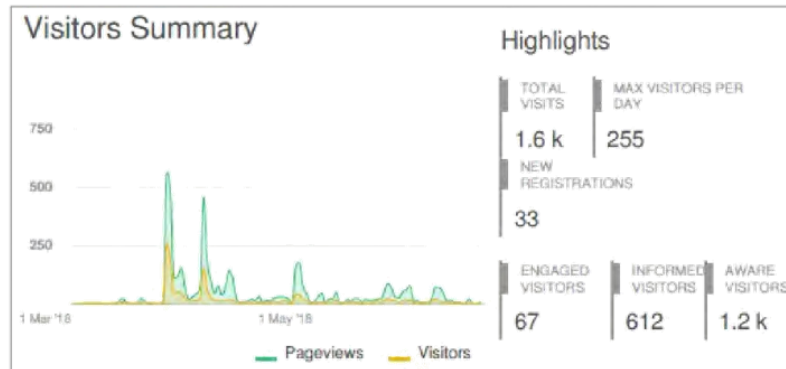 Visitors Summary
Highlights
TOTAL
VISITS
1.6 k
MAX VISITORS PER
DAY
255
NEW
REGISTRATIONS
33
ENGAGED
VISITORS
67
INFORMED
VISITORS
612
AWARE
VISITORS
1.2 k
750
500
250
1 Mar '18
1 May '18
Pageviews
Visitors